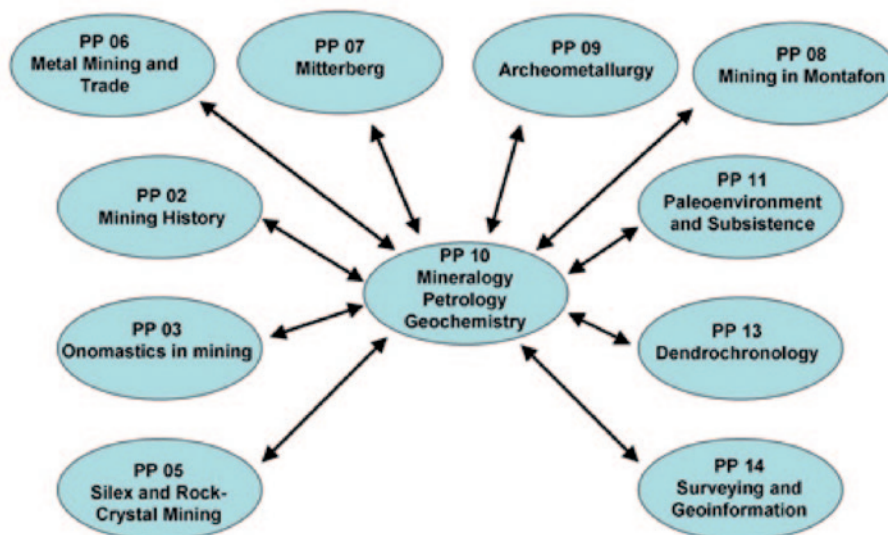 PP 06
Metal Mining and
Trade
PP 07
Mitterberg
PP 09
Archeometallurgy
PP 08
Mining in Montafon
PP 02
Mining History
PP 11
Paleoenvironment
and Subsistence
PP 10
Mineralogy
Petrology
Geochemistry
PP 03
Onomastics in mining
PP 13
Dendrochronology
PP 05
Silex and Rock-
Crystal Mining
PP 14
Surveying and
Geoinformation